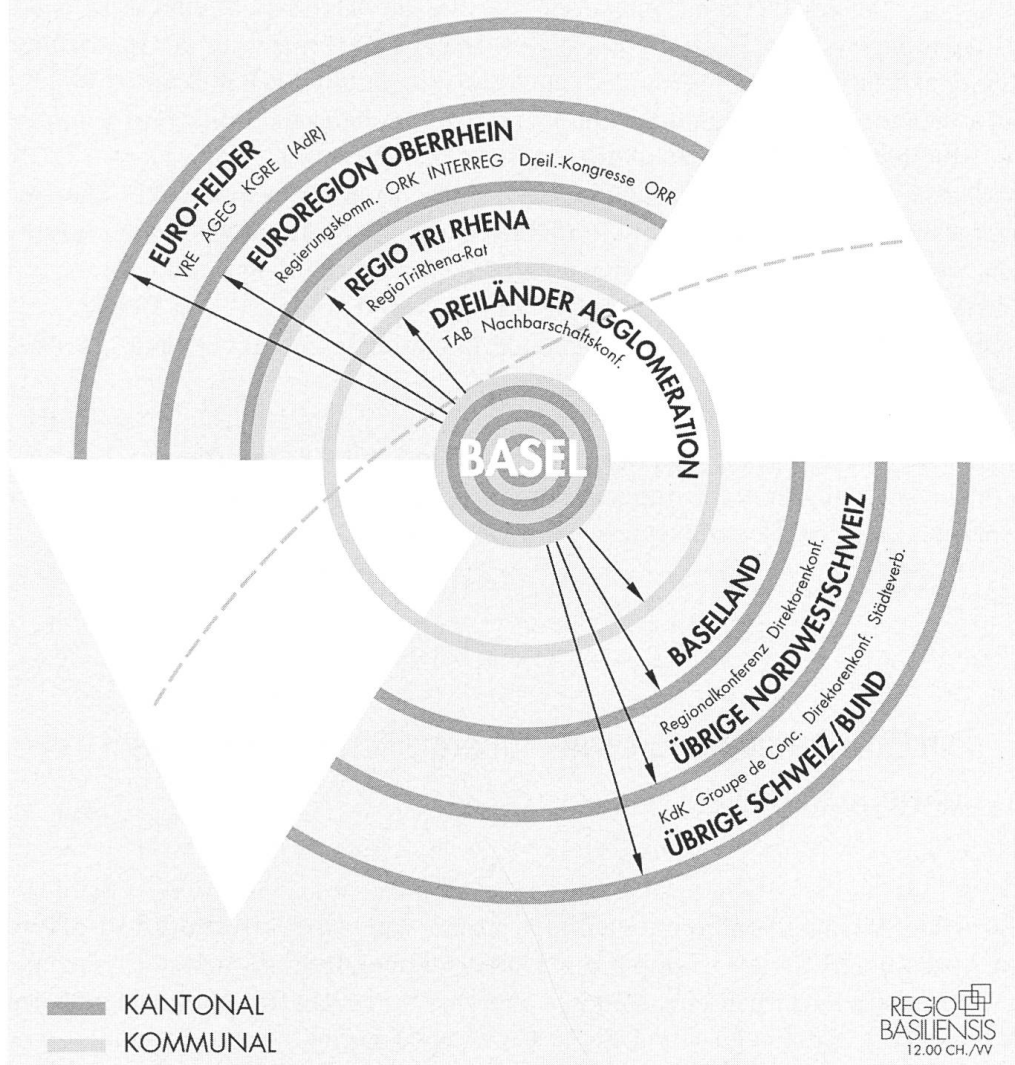 EURO-FELDER
VRE AGEG KGRE (AdR)
EUROREGION OBERRHEIN
Regierungskomm. ORK INTERREG Dreil.-Kongresse ORR
REGIO TRI RHENA
RegioTriRhena-Rat
DREILÄNDER AGGLOMERATION
TAB Nachbarschaftskonf.
BASEL
BASELLAND
Regionalkonferenz Direktorenkonf.
ÜBRIGE NORDWESTSCHWEIZ
KdK Groupe de Conc. Direktorenkonf. Städteverb.
ÜBRIGE SCHWEIZ/BUND
KANTONAL
KOMMUNAL
REGIO
BASILIENSIS
12.00 CH./VV